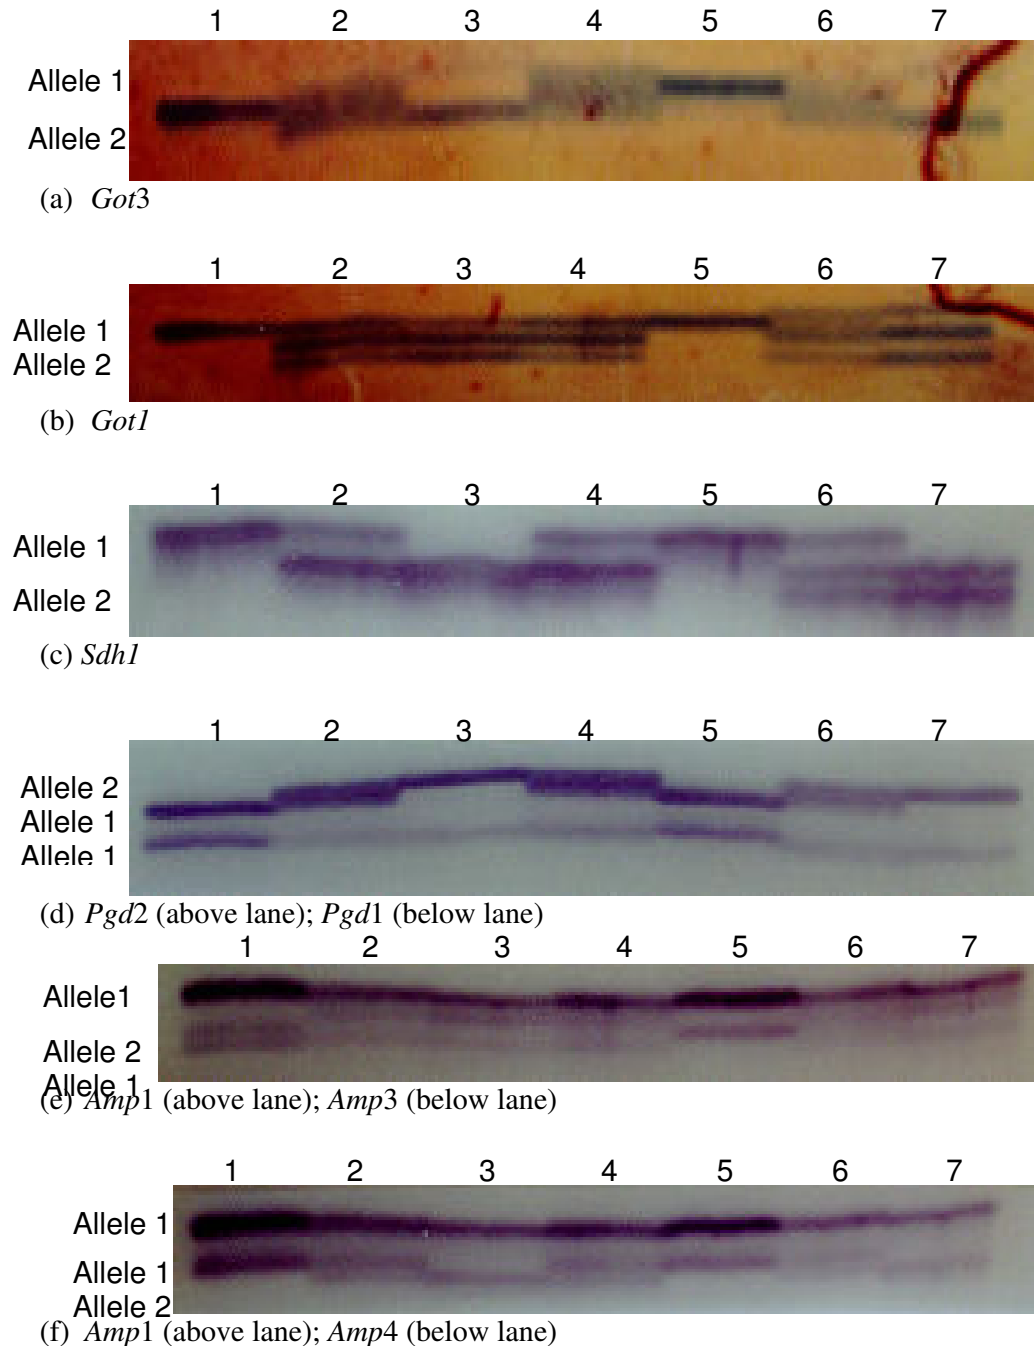 1 2 3 4 5 6 7
Allele 1
Allele 2
(a) Got3
1 2 3 4 5 6 7
Allele 1
Allele 2
(b) Got1
1 2 3 4 5 6 7
Allele 1
Allele 2
(c) Sdh1
1 2 3 4 5 6 7
Allele 2
Allele 1
Allele 1
(d) Pgd2 (above lane); Pgd1 (below lane)
1 2 3 4 5 6 7
Allele1
Allele 2
Allele 1
(e) Amp1 (above lane); Amp3 (below lane)
1 2 3 4 5 6 7
Allele 1
Allele 1
Allele 2
(f) Amp1 (above lane); Amp4 (below lane)